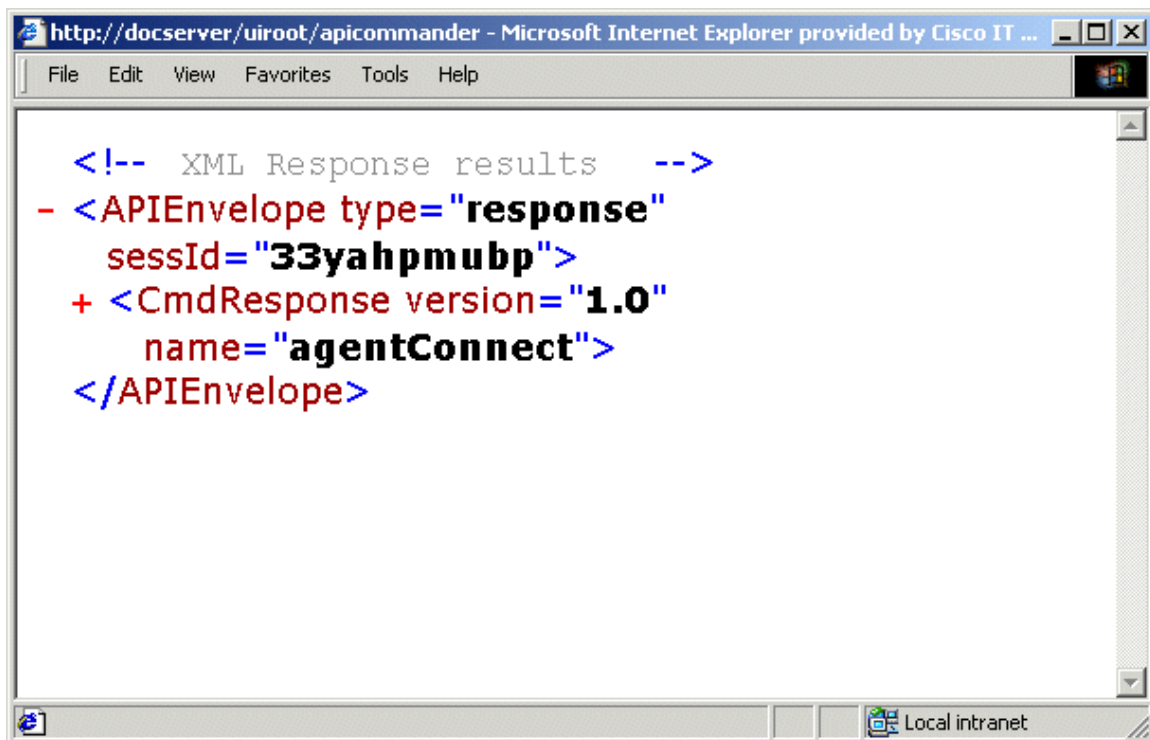 http://docserver/uiroot/apicommander - Microsoft Internet Explorer provided by Cisco IT ...
File Edit View Favorites Tools Help
<!-- XML Response results -->
- <APIEnvelope type="response"
sessId="33yahpmubp">
+ <CmdResponse version="1.0"
name="agentConnect">
</APIEnvelope>
Local intranet